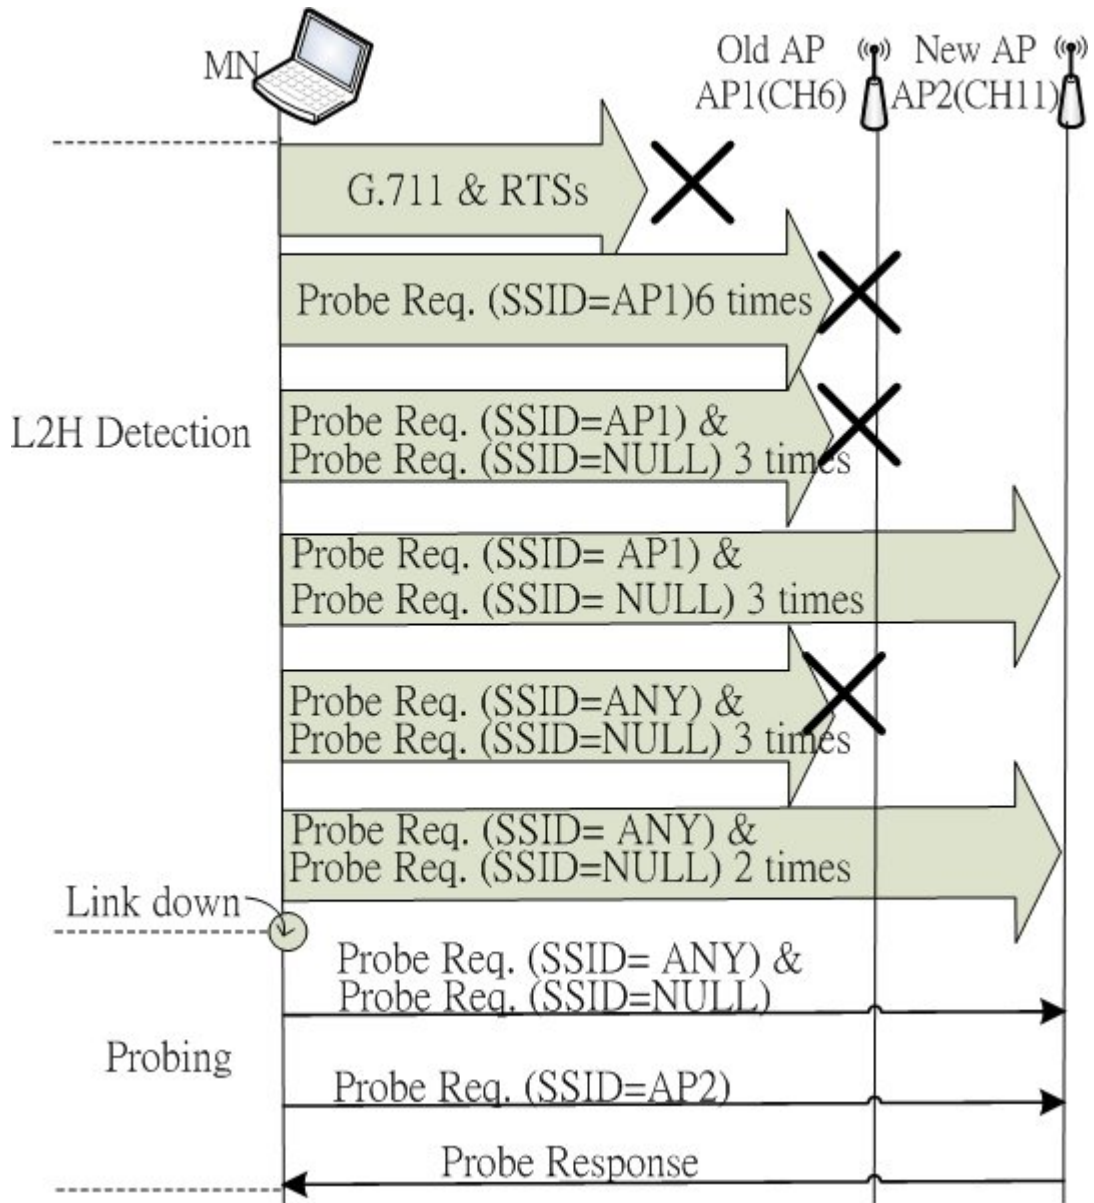 MN
Old AP
AP1(CH6)
New AP
AP2(CH11)
G.711 & RTSs
Probe Req. (SSID=AP1)6 times
L2H Detection
Probe Req. (SSID=AP1) &
Probe Req. (SSID=NULL) 3 times
Probe Req. (SSID= AP1) &
Probe Req. (SSID= NULL) 3 times
Probe Req. (SSID=ANY) &
Probe Req. (SSID=NULL) 3 times
Probe Req. (SSID= ANY) &
Probe Req. (SSID=NULL) 2 times
Link down
Probe Req. (SSID= ANY) &
Probe Req. (SSID=NULL)
Probing
Probe Req. (SSID=AP2)
Probe Response